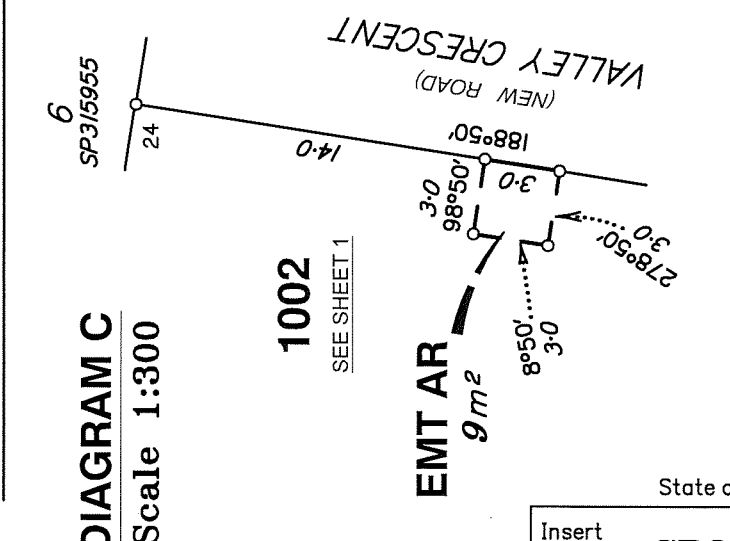 6
SP315955
24
VALLEY CRESCENT
(NEW ROAD)
14·0
188°50'
3·0
3·0
98°50'
278°50'
3·0
8°50'
3·0
1002
SEE SHEET 1
EMT AR
9m²
DIAGRAM C
Scale 1:300
State
Insert